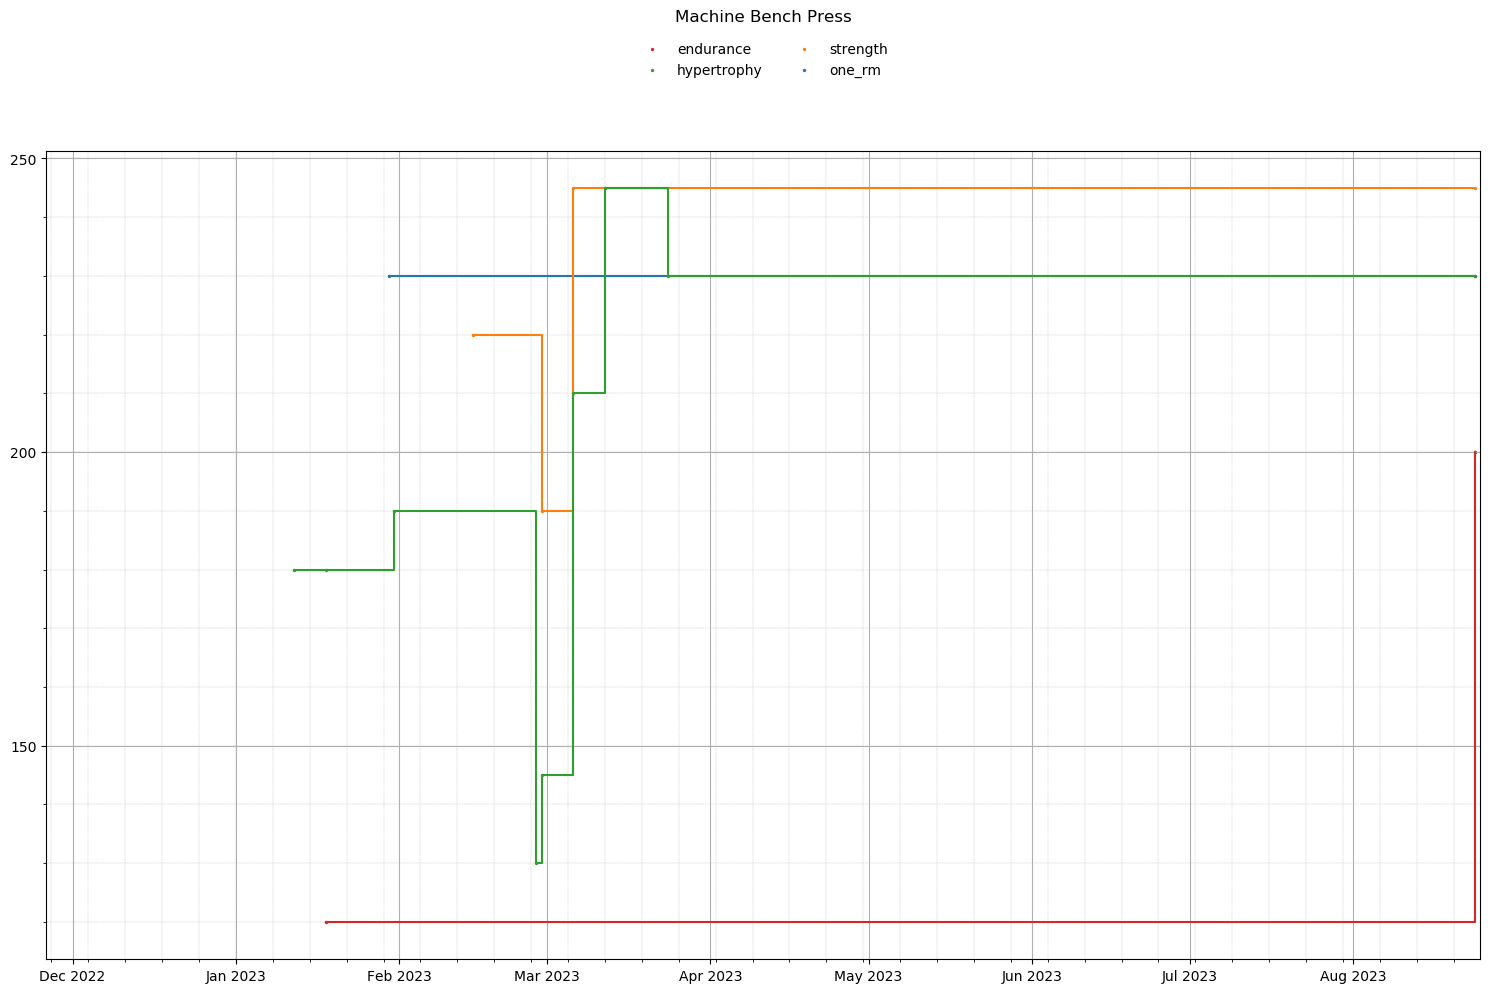 Machine Bench Press
endurance strength
hypertrophy one_rm
250
200
150
Dec 2022 Jan 2023 Feb 2023 Mar 2023 Apr 2023 May 2023 Jun 2023 Jul 2023 Aug 2023